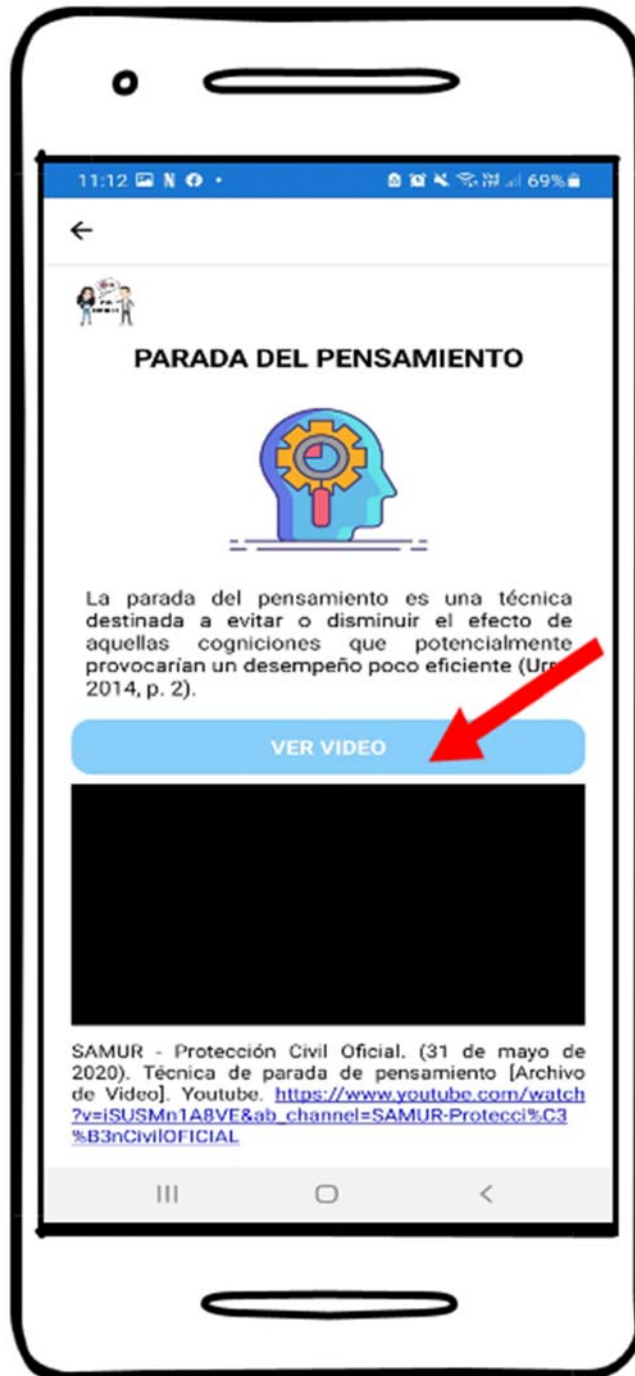 11:12
69%
PARADA DEL PENSAMIENTO
La parada del pensamiento es una técnica
destinada a evitar o disminuir el efecto de
aquellas cogniciones que potencialmente
provocarían un desempeño poco eficiente
2014, p. 2).
VER VIDEO
SAMUR - Protección Civil Oficial. (31 de mayo de
2020). Técnica de parada de pensamiento [Archivo
de Video]. Youtube. https://www.youtube.com/watch
?v=iSUSMn1A8VE&ab_channel=SAMUR-Protecci%C3
%B3nCivilOFICIAL